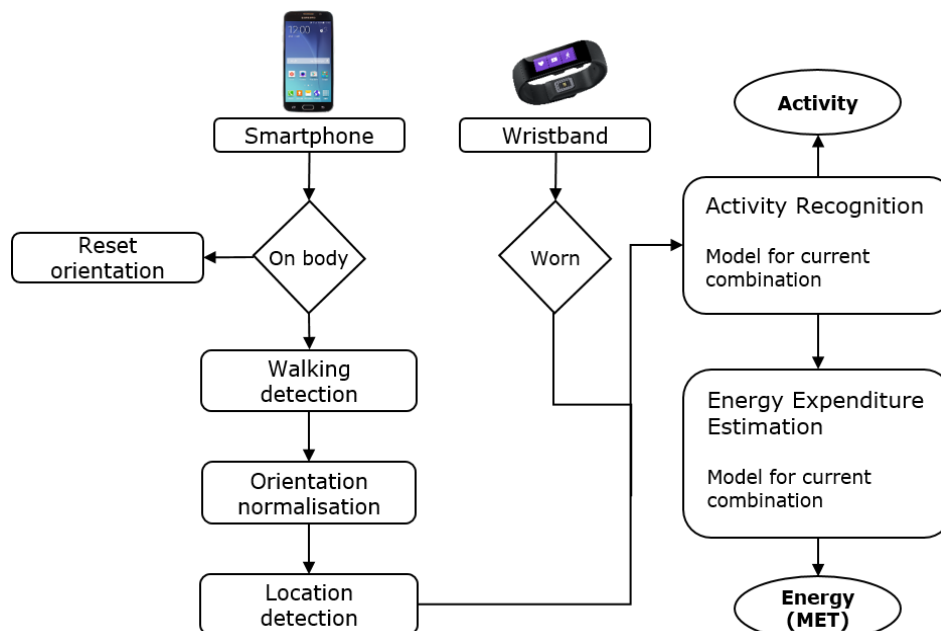 Smartphone
Wristband
Activity
On body
Worn
Reset
orientation
Activity Recognition
Model for current
combination
Walking
detection
Energy Expenditure
Estimation
Model for current
combination
Orientation
normalisation
Location
detection
Energy
(MET)